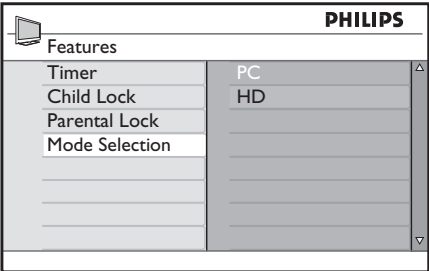 PHILIPS
Features
Timer
Child Lock
Parental Lock
Mode Selection
PC
HD